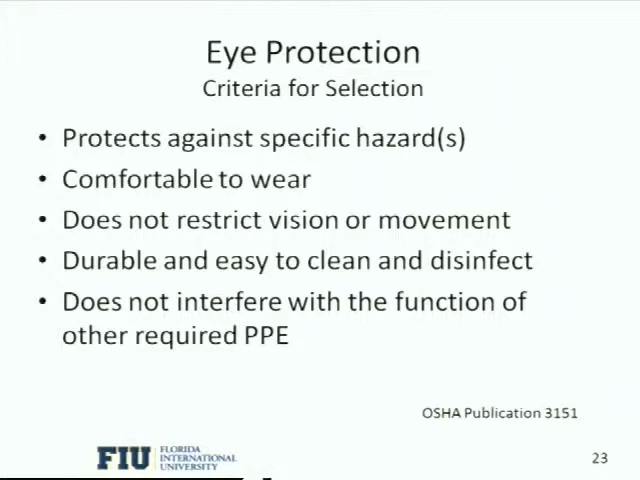 Eye Protection
Criteria for Selection
• Protects against specific hazard(s)
• Comfortable to wear
• Does not restrict vision or movement
• Durable and easy to clean and disinfect
• Does not interfere with the function of
other required PPE
OSHA Publication 3151
FIU
FLORIDA
INTERNATIONAL
UNIVERSITY
23